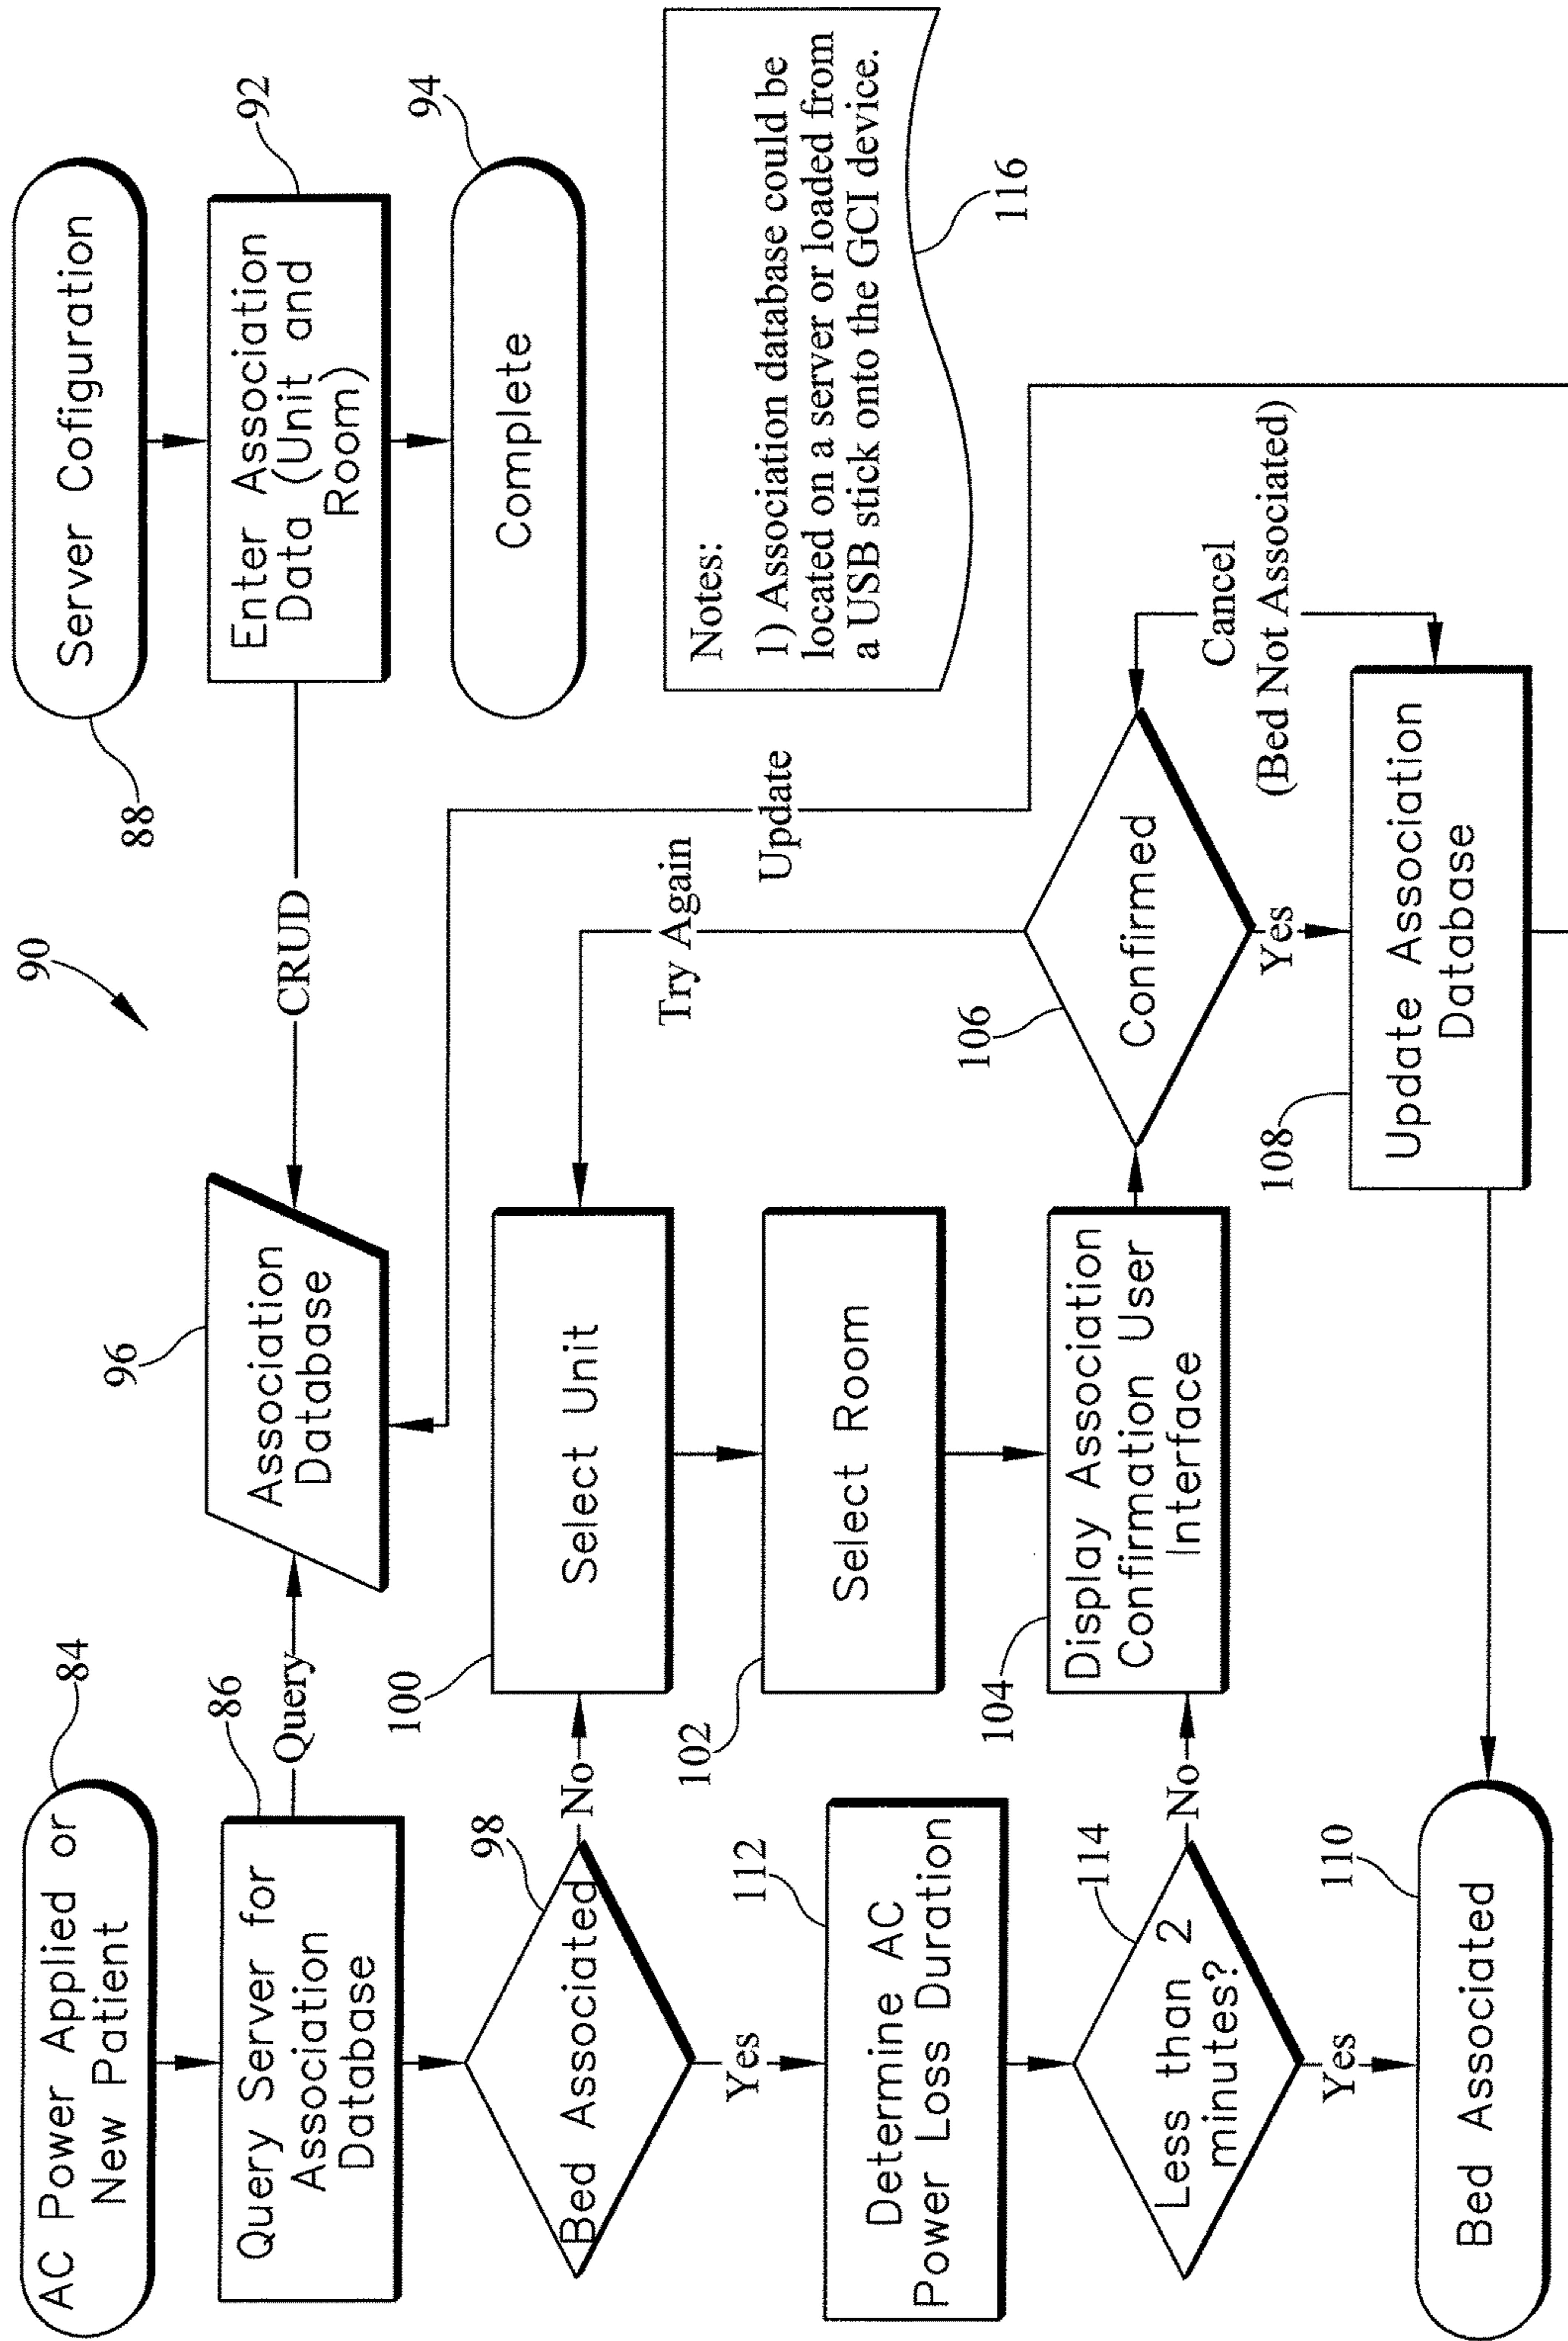 90
84
AC Power Applied or
New Patient
86
Query Server for
Association
Database
Query
96
Association
Database
CRUD
88
Server Cofiguration
92
Enter Association
Data (Unit and
Room)
94
Complete
98
Bed Associated
No
Yes
100
Select Unit
102
Select Room
104
Display Association
Confirmation User
Interface
Try Again
Update
106
Confirmed
Cancel
(Bed Not Associated)
Yes
108
Update Association
Database
112
Determine AC
Power Loss Duration
114
Less than 2
minutes?
No
Yes
110
Bed Associated
Notes:
1) Association database could be
located on a server or loaded from
a USB stick onto the GCI device.
116